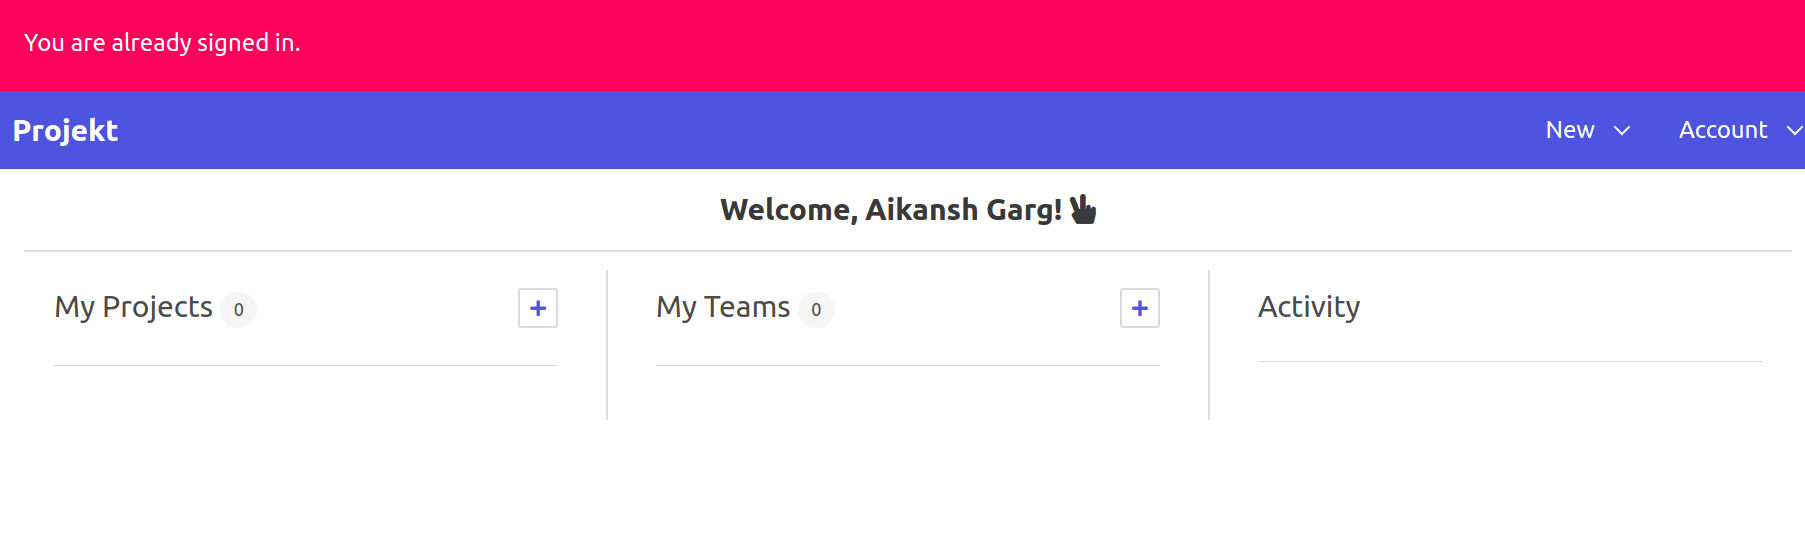 You are already signed in.
Projekt New Account
Welcome, Aikansh Garg!
My Projects 0 + My Teams 0 + Activity